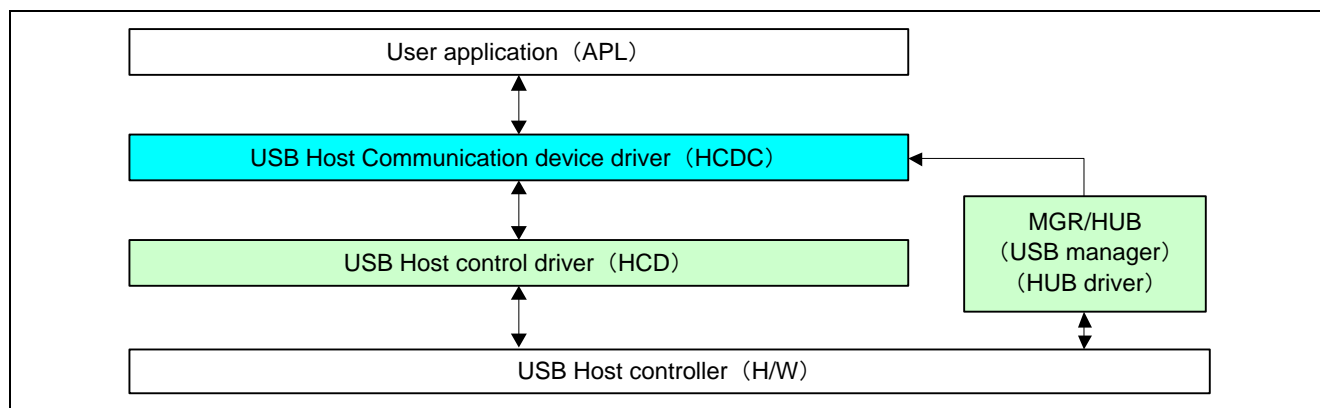 User application（APL）
USB Host Communication device driver（HCDC）
MGR/HUB
（USB manager）
（HUB driver）
USB Host control driver（HCD）
USB Host controller（H/W）